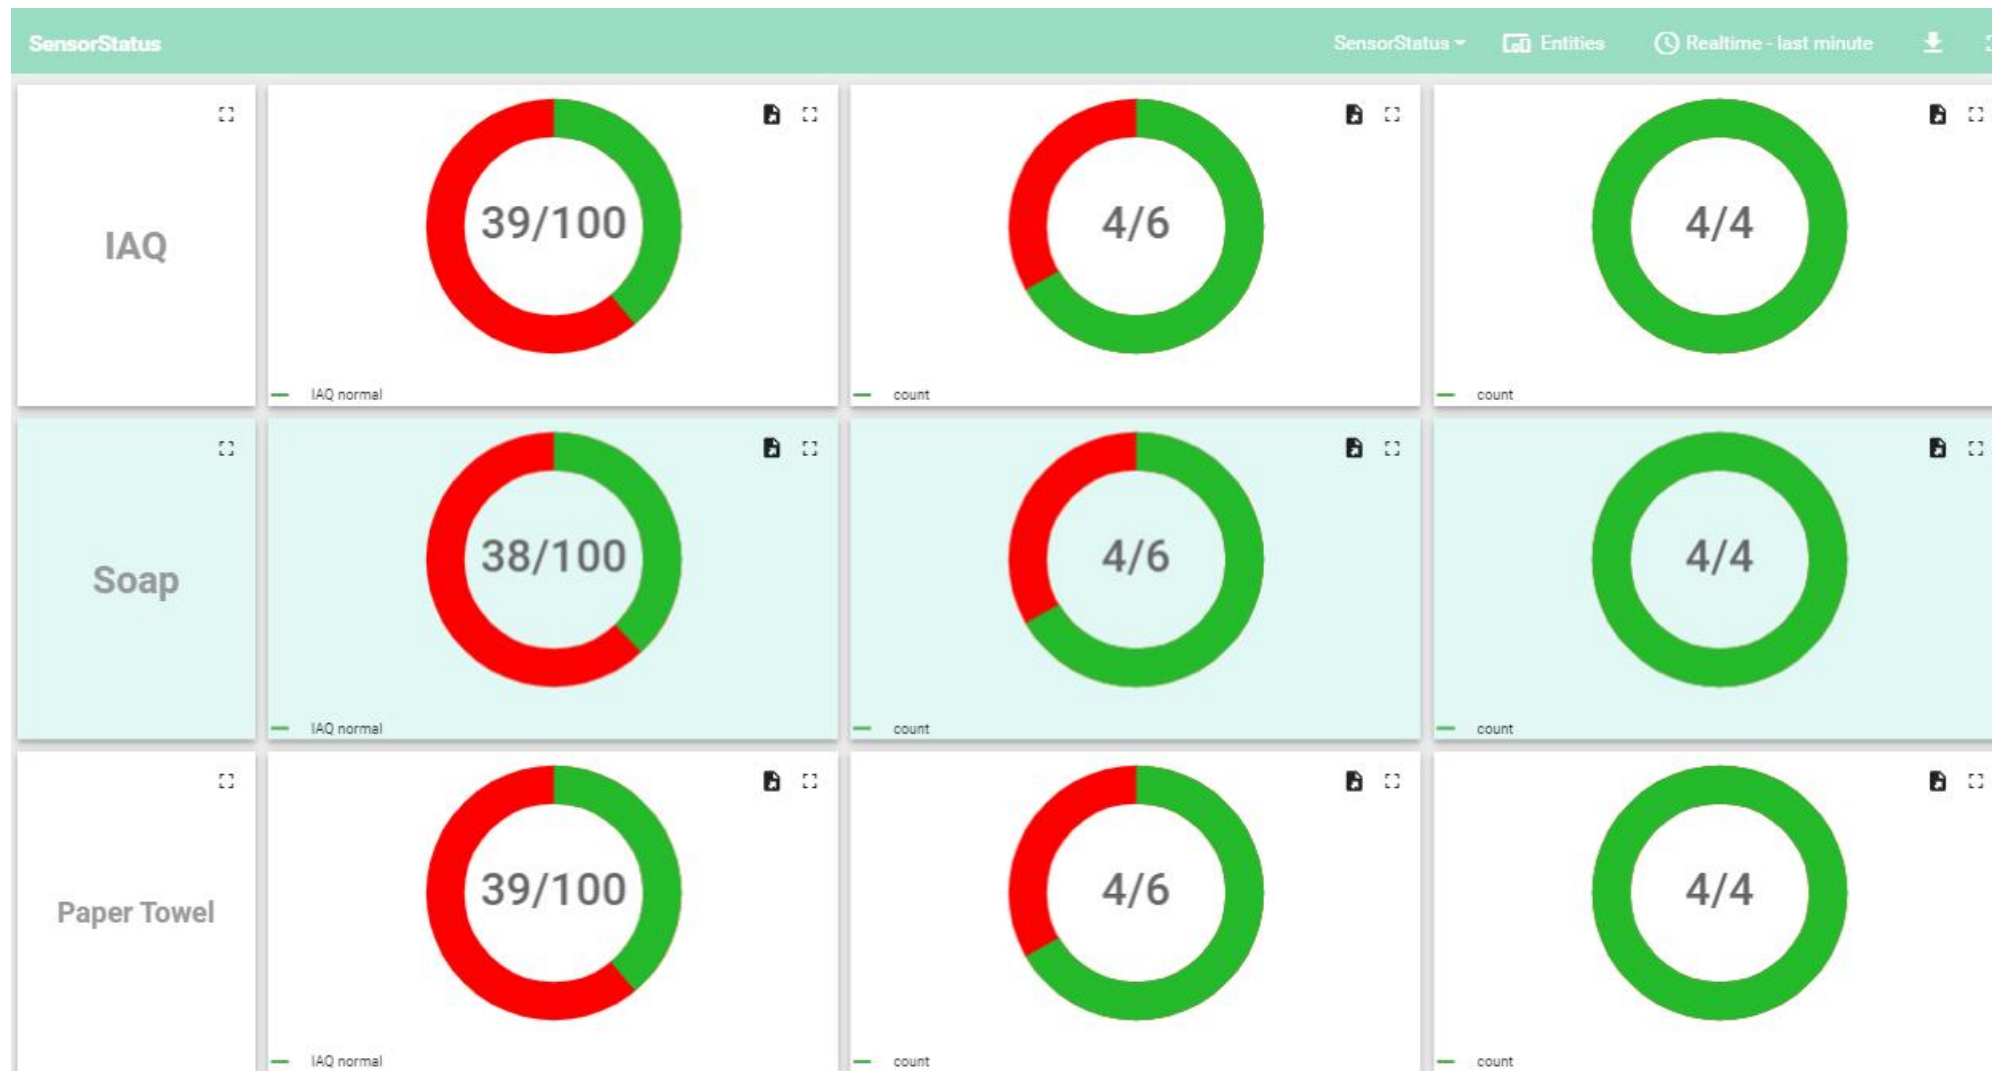 SensorStatus
SensorStatus Entities Realtime - last minute
IAQ
39/100
IAQ normal
4/6
count
4/4
count
Soap
38/100
IAQ normal
4/6
count
4/4
count
Paper Towel
39/100
IAQ normal
4/6
count
4/4
count